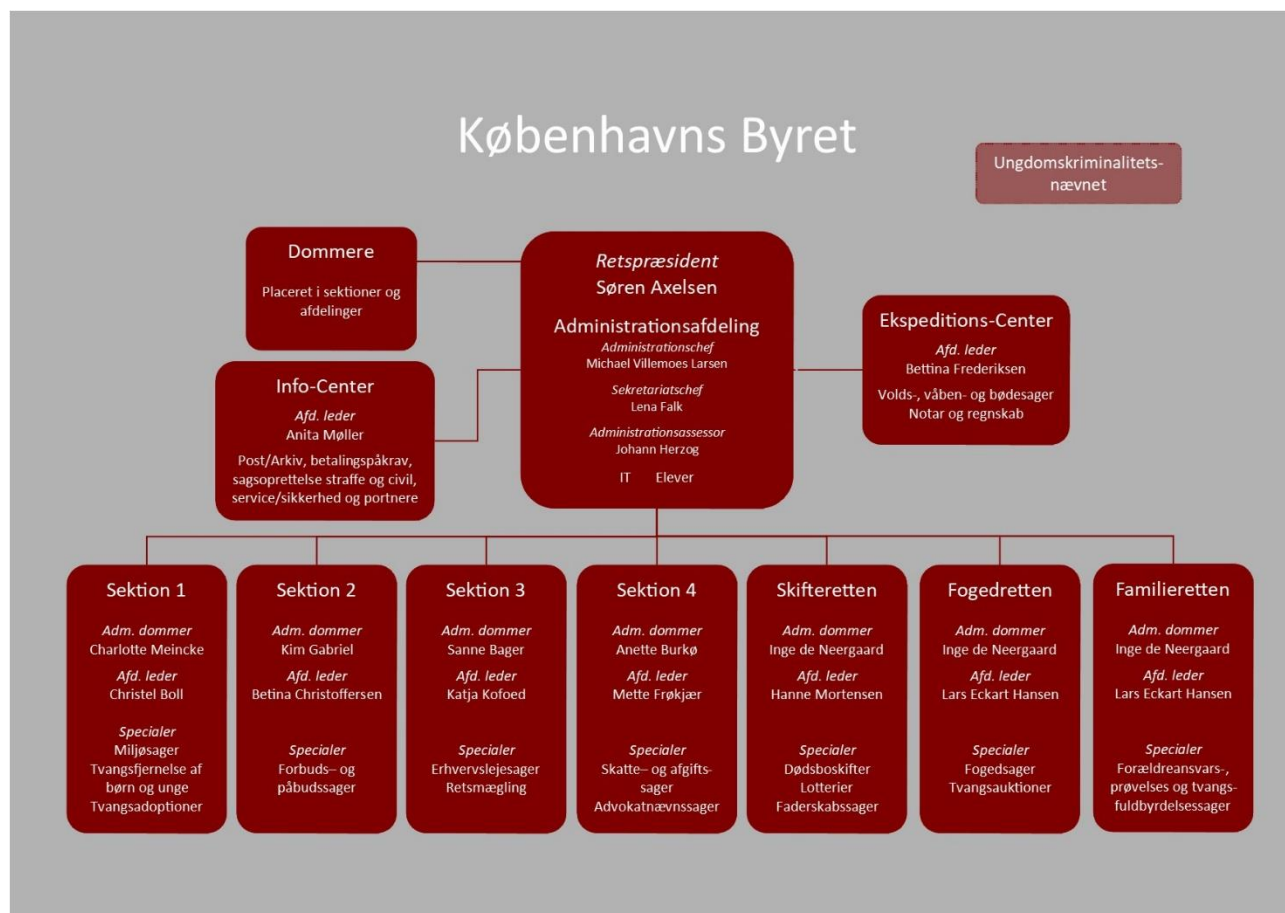 Københavns Byret
Ungdomskriminalitets-
nævnet
Dommere
Placeret i sektioner og
afdelinger
Retspræsident
Søren Axelsen
Administrationsafdeling
Administrationschef
Michael Villemoes Larsen
Sekretariatschef
Lena Falk
Administrationsassessor
Johann Herzog
IT Elever
Ekspeditions-Center
Afd. leder
Bettina Frederiksen
Volds-, våben- og bødesager
Notar og regnskab
Info-Center
Afd. leder
Anita Møller
Post/Arkiv, betalingspåkrav,
sagsoprettelse straffe og civil,
service/sikkerhed og portnere
Sektion 1
Adm. dommer
Charlotte Meincke
Afd. leder
Christel Boll
Specialer
Miljøsager
Tvangsfjernelse af
børn og unge
Tvangsadoptioner
Sektion 2
Adm. dommer
Kim Gabriel
Afd. leder
Betina Christoffersen
Specialer
Forbuds– og
påbudssager
Sektion 3
Adm. dommer
Sanne Bager
Afd. leder
Katja Kofoed
Specialer
Erhvervslejesager
Retsmægling
Sektion 4
Adm. dommer
Anette Burkø
Afd. leder
Mette Frøkjær
Specialer
Skatte– og afgifts-
sager
Advokatnævnssager
Skifteretten
Adm. dommer
Inge de Neergaard
Afd. leder
Hanne Mortensen
Specialer
Dødsboskifter
Lotterier
Faderskabssager
Fogedretten
Adm. dommer
Inge de Neergaard
Afd. leder
Lars Eckart Hansen
Specialer
Fogedsager
Tvangsauktioner
Familieretten
Adm. dommer
Inge de Neergaard
Afd. leder
Lars Eckart Hansen
Specialer
Forældreansvars-,
prøvelses og tvangs-
fuldbyrdelsessager